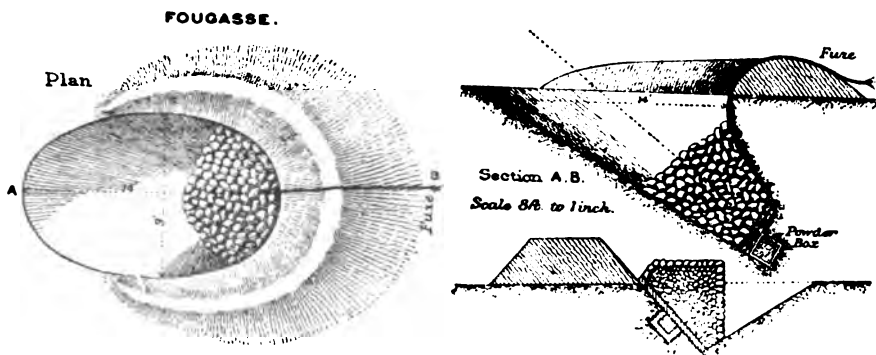 FOUGASSE.
Plan
A
Fuze
Fuze
Section A.B.
Scale 8ft. to 1 inch.
Powder
Box